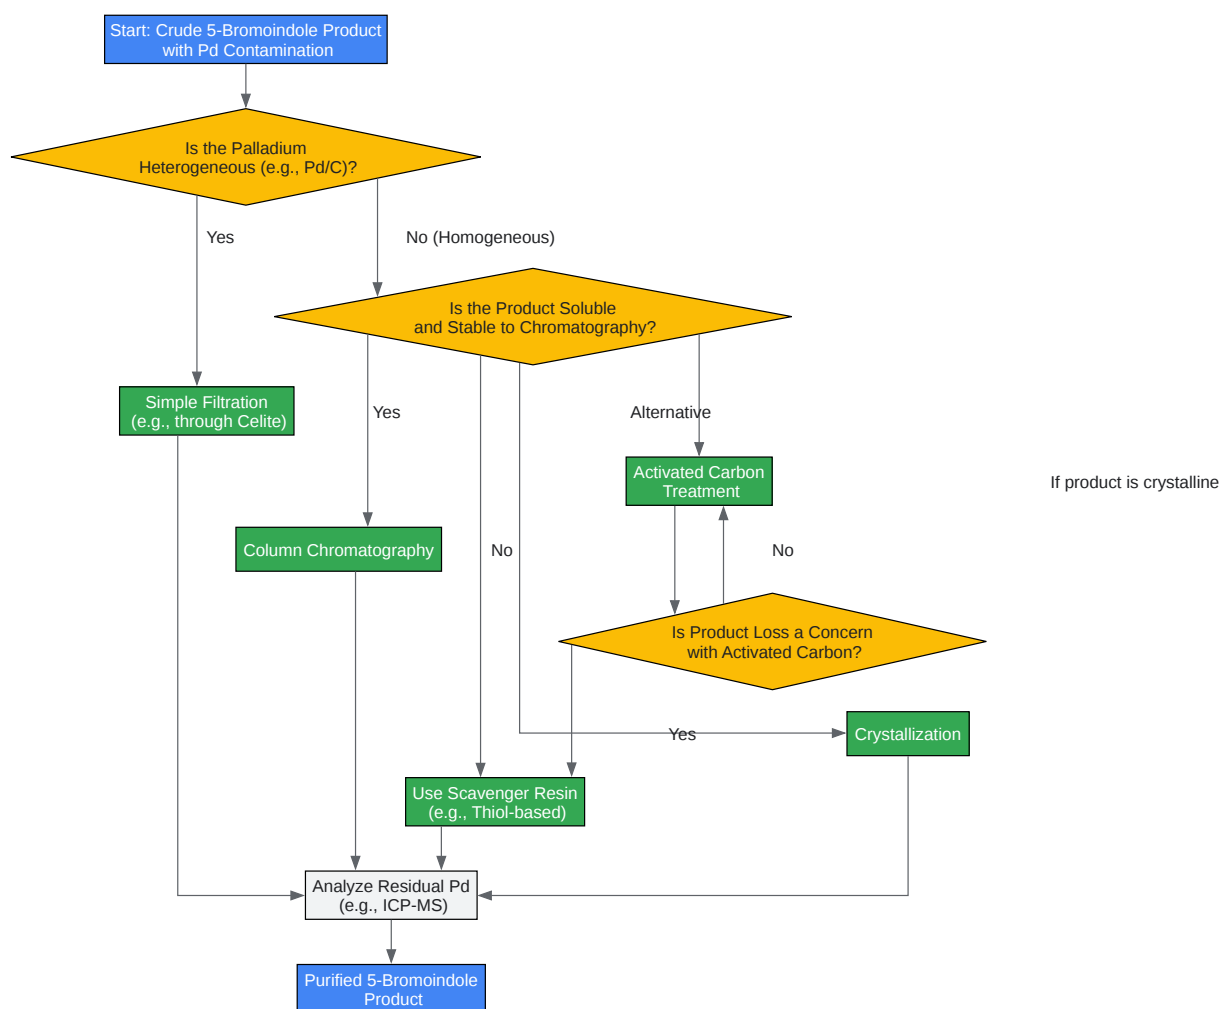 Start: Crude 5-Bromoindole Product
with Pd Contamination
Is the Palladium
Heterogeneous (e.g., Pd/C)?
Yes
No (Homogeneous)
Is the Product Soluble
and Stable to Chromatography?
Simple Filtration
(e.g., through Celite)
Yes
Alternative
Activated Carbon
Treatment
If product is crystalline
Column Chromatography
No
No
Is Product Loss a Concern
with Activated Carbon?
Yes
Crystallization
Use Scavenger Resin
(e.g., Thiol-based)
Analyze Residual Pd
(e.g., ICP-MS)
Purified 5-Bromoindole
Product